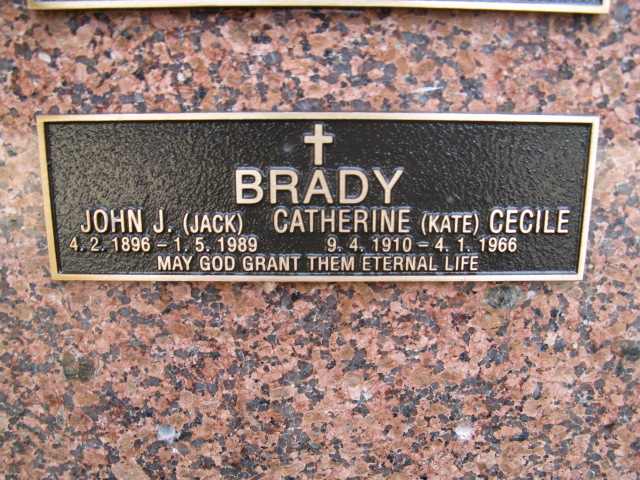 BRADY
JOHN J. (JACK) CATHERINE (KATE) CECILE
4. 2. 1896 - 1. 5. 1989 9. 4. 1910 - 4. 1. 1966
MAY GOD GRANT THEM ETERNAL LIFE